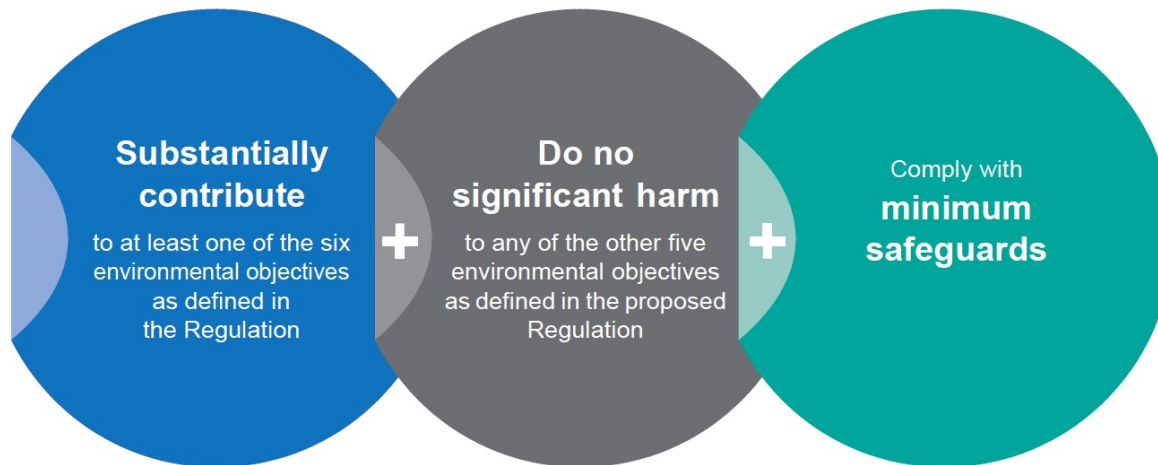 Substantially
contribute
to at least one of the six
environmental objectives
as defined in
the Regulation
+
Do no
significant harm
to any of the other five
environmental objectives
as defined in the proposed
Regulation
+
Comply with
minimum
safeguards